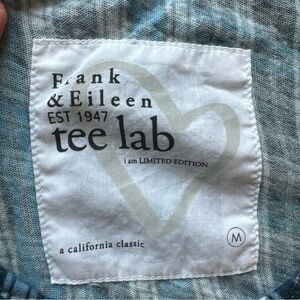 Frank
& Eileen
EST 1947
tee lab
i am LIMITED EDITION
a california classic
M